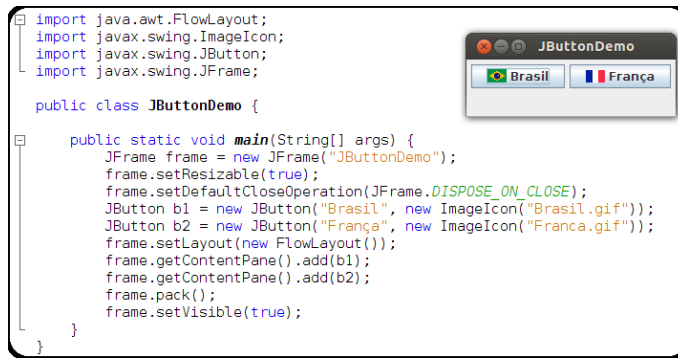 import java.awt.FlowLayout;
import javax.swing.ImageIcon;
import javax.swing.JButton;
import javax.swing.JFrame;
public class JButtonDemo {
public static void main(String[] args) {
JFrame frame = new JFrame("JButtonDemo");
frame.setResizable(true);
frame.setDefaultCloseOperation(JFrame.DISPOSE_ON_CLOSE);
JButton b1 = new JButton("Brasil", new ImageIcon("Brasil.gif"));
JButton b2 = new JButton("França", new ImageIcon("Franca.gif"));
frame.setLayout(new FlowLayout());
frame.getContentPane().add(b1);
frame.getContentPane().add(b2);
frame.pack();
frame.setVisible(true);
}
}
JButtonDemo
Brasil França